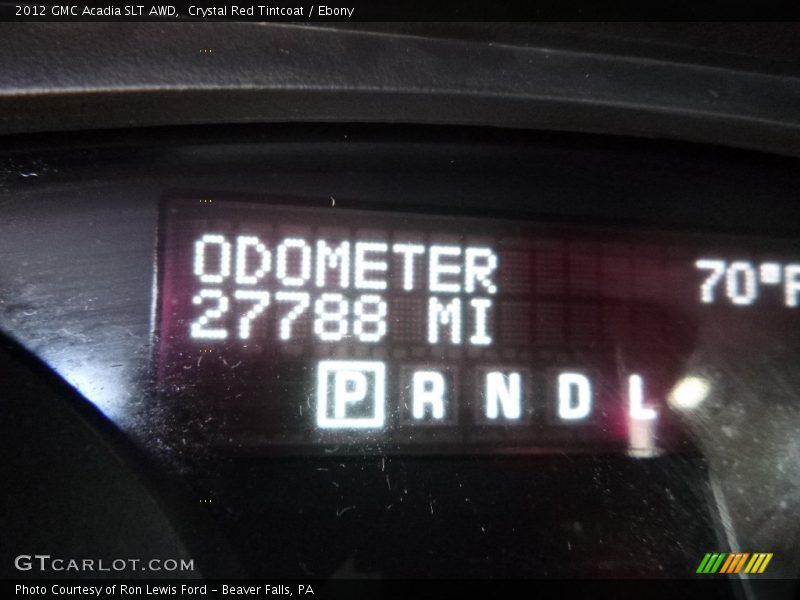 2012 GMC Acadia SLT AWD,  Crystal Red Tintcoat / Ebony
ODOMETER
70°F
27788 MI
P R N D L
GTCARLOT.COM
Photo Courtesy of Ron Lewis Ford - Beaver Falls, PA